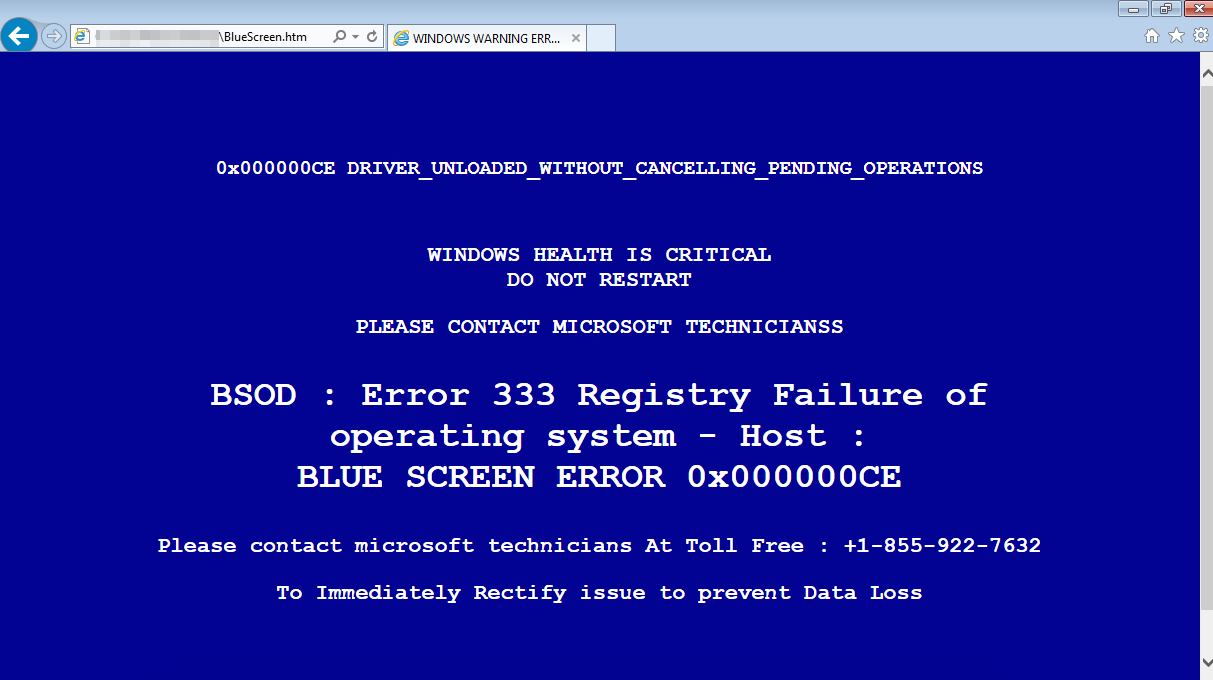 \BlueScreen.htm
WINDOWS WARNING ERR...
0x000000CE DRIVER_UNLOADED_WITHOUT_CANCELLING_PENDING_OPERATIONS
WINDOWS HEALTH IS CRITICAL
DO NOT RESTART
PLEASE CONTACT MICROSOFT TECHNICIANSS
BSOD : Error 333 Registry Failure of
operating system - Host :
BLUE SCREEN ERROR 0x000000CE
Please contact microsoft technicians At Toll Free : +1-855-922-7632
To Immediately Rectify issue to prevent Data Loss